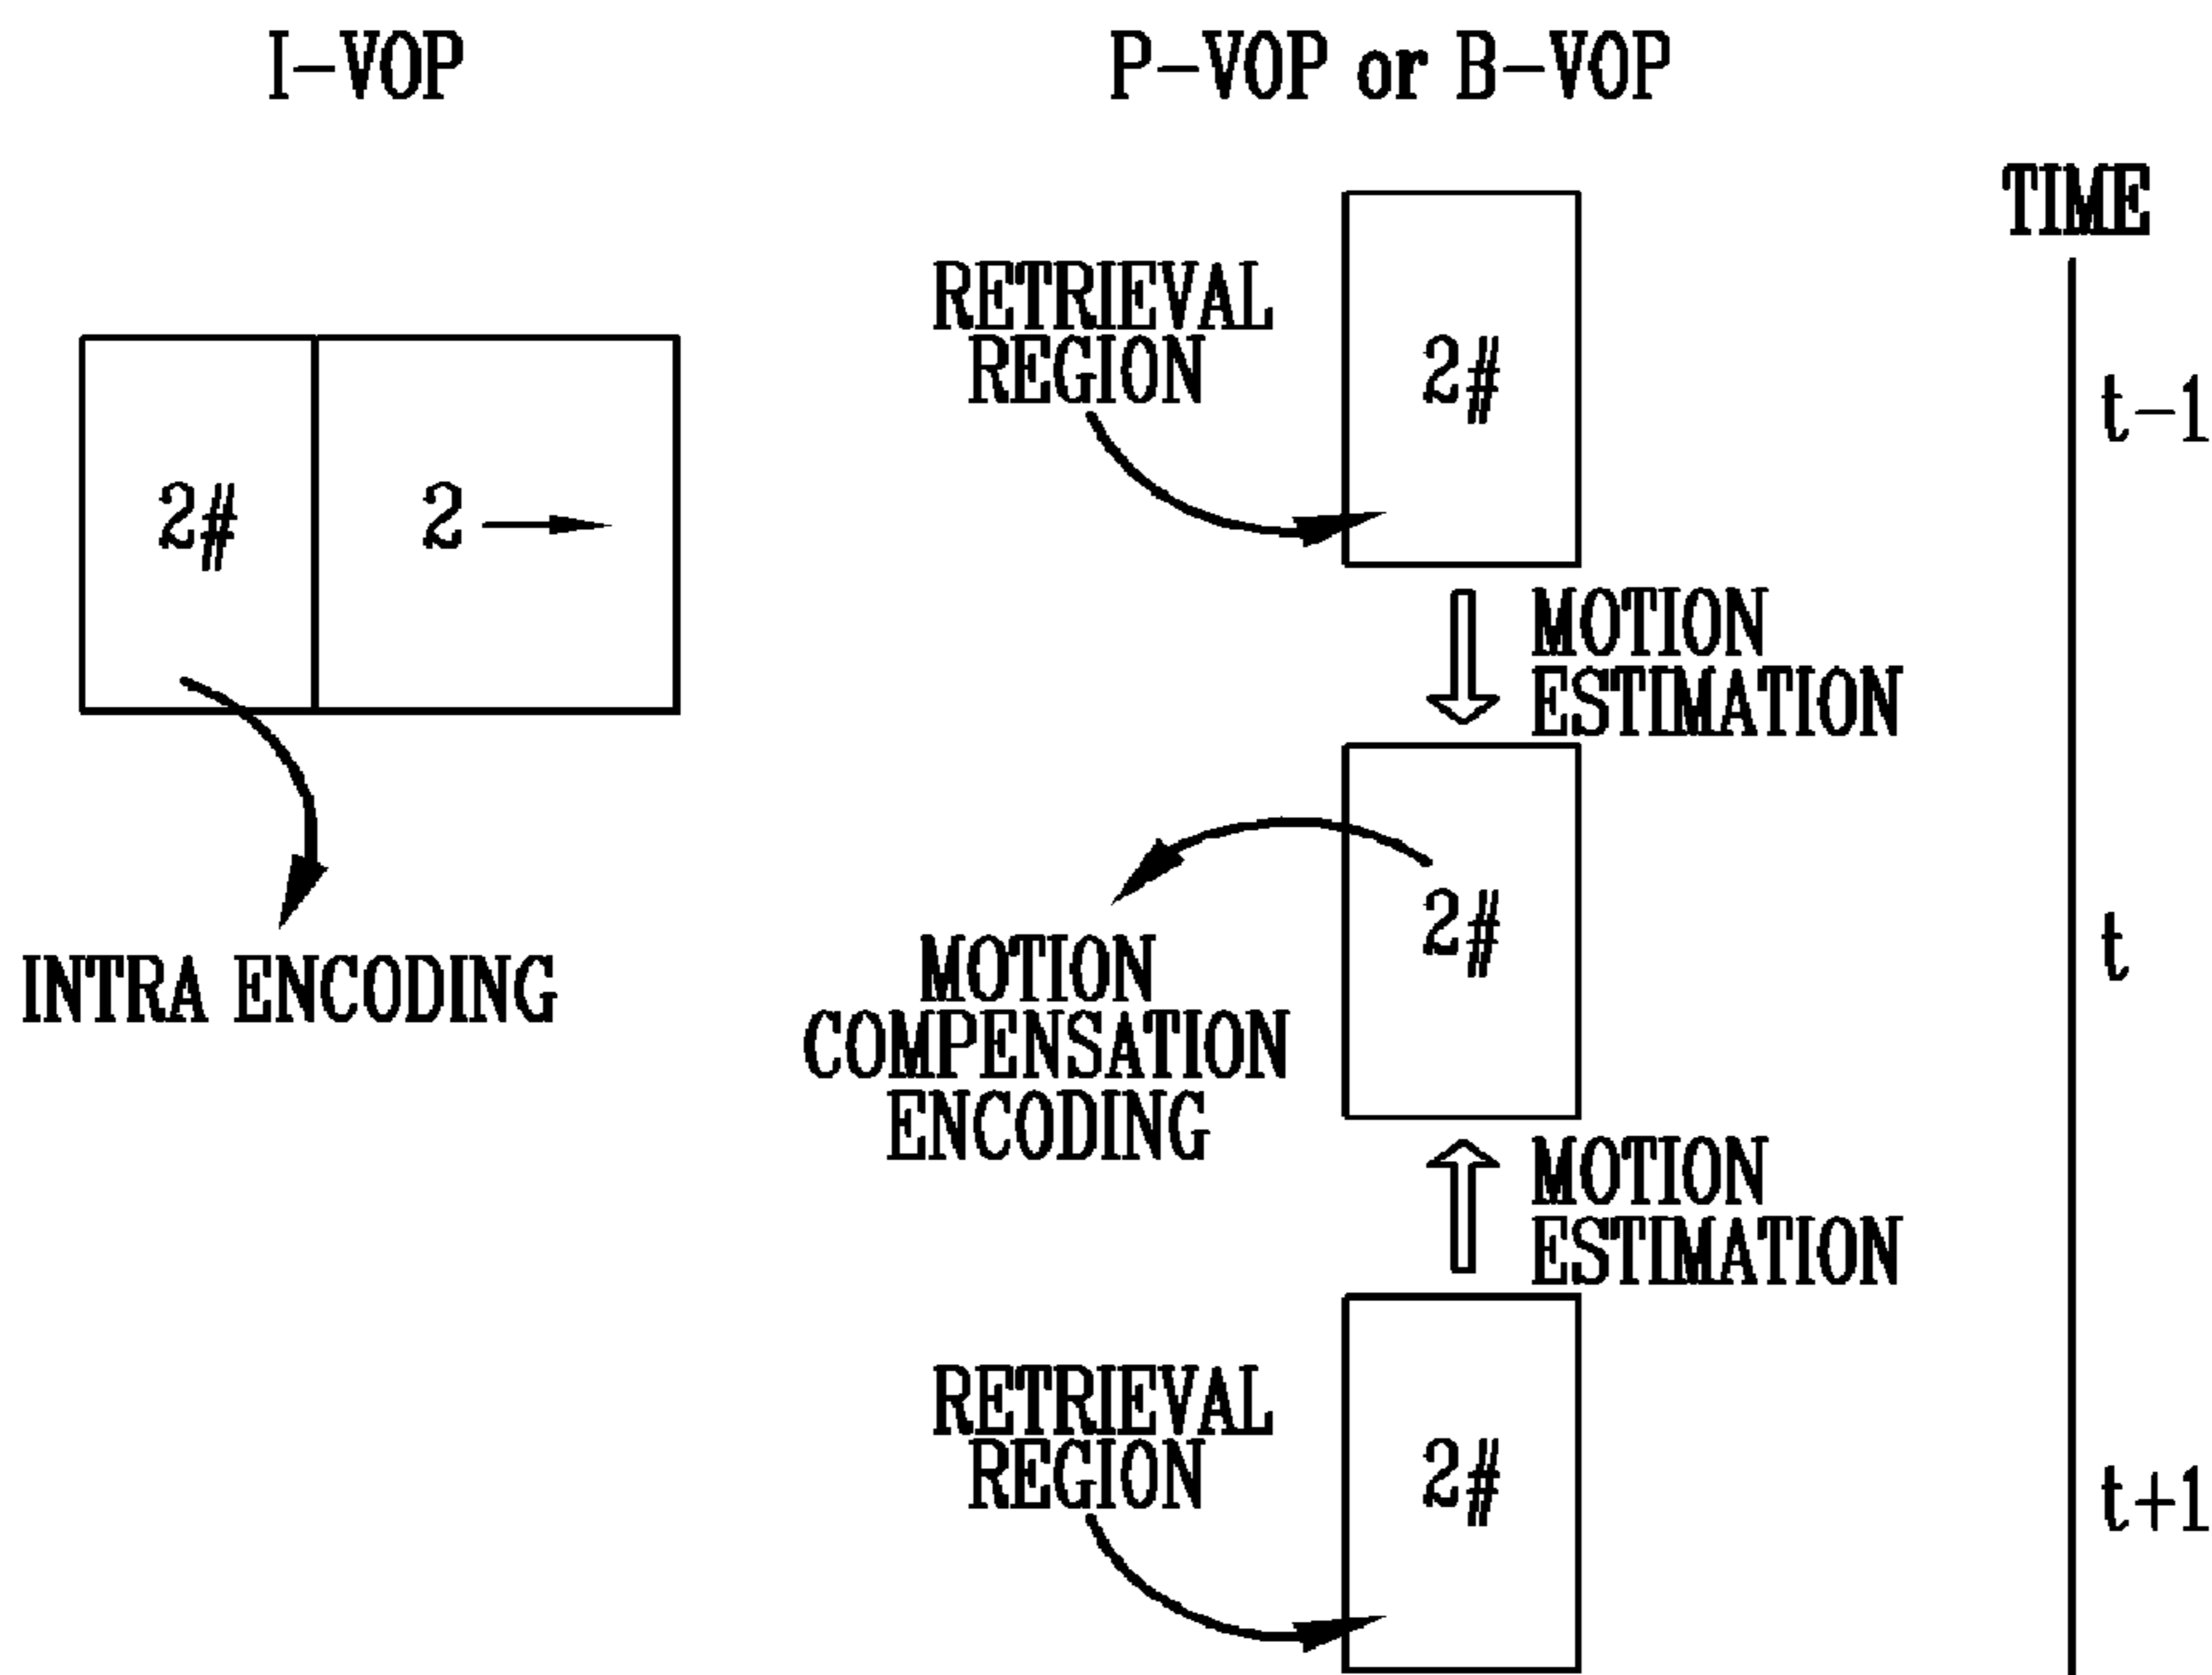 I-VOP
P-VOP or B-VOP
TIME
RETRIEVAL
REGION
2#
t-1
2#
2
MOTION
ESTIMATION
INTRA ENCODING
2#
t
MOTION
COMPENSATION
ENCODING
MOTION
ESTIMATION
RETRIEVAL
REGION
2#
t+1